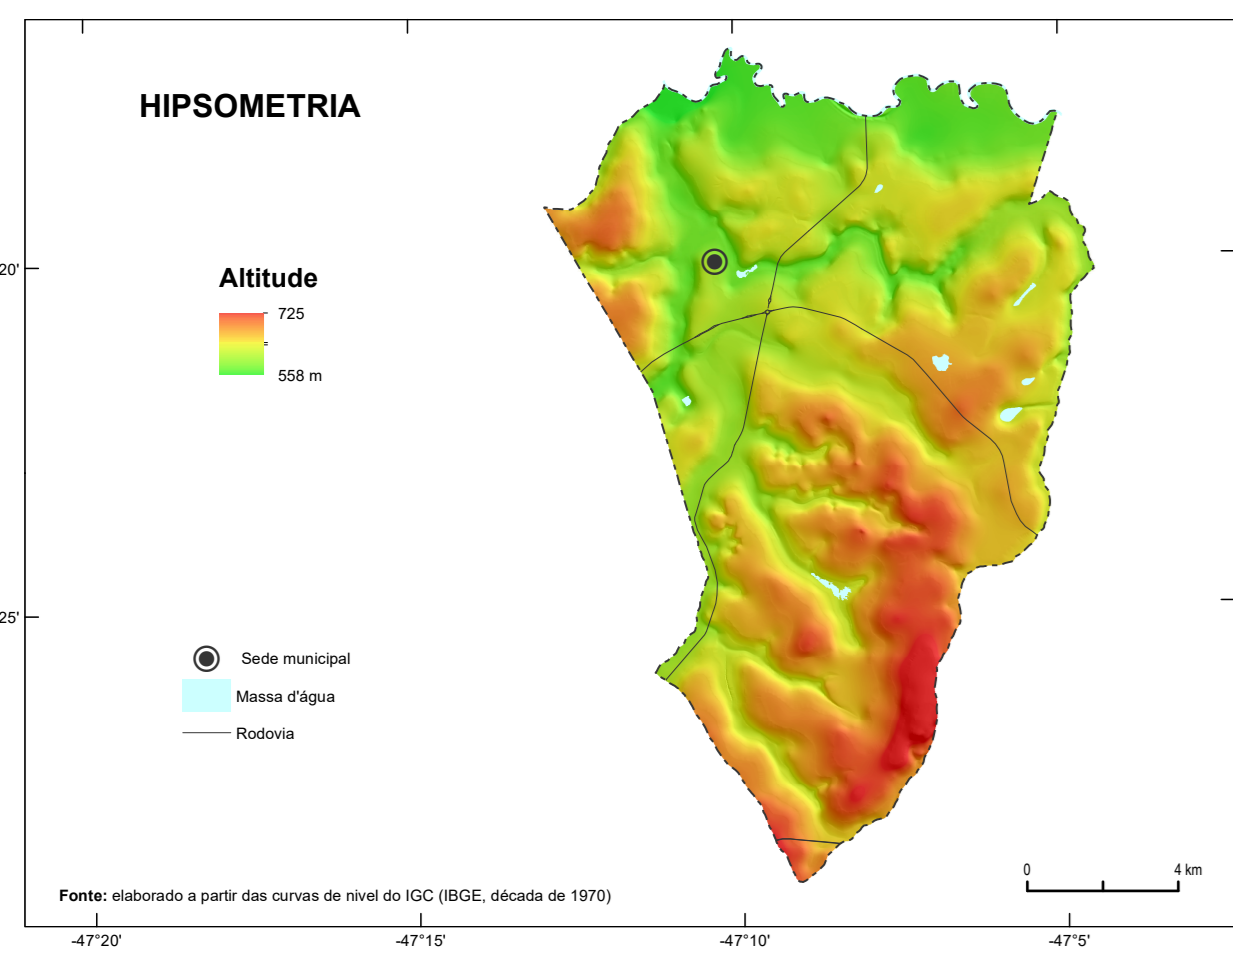 HIPSOMETRIA
20'
Altitude
725
558 m
25'
Sede municipal
Massa d'água
Rodovia
0 4 km
Fonte: elaborado a partir das curvas de nivel do IGC (IBGE, década de 1970)
-47°20' -47°15' -47°10' -47°5'